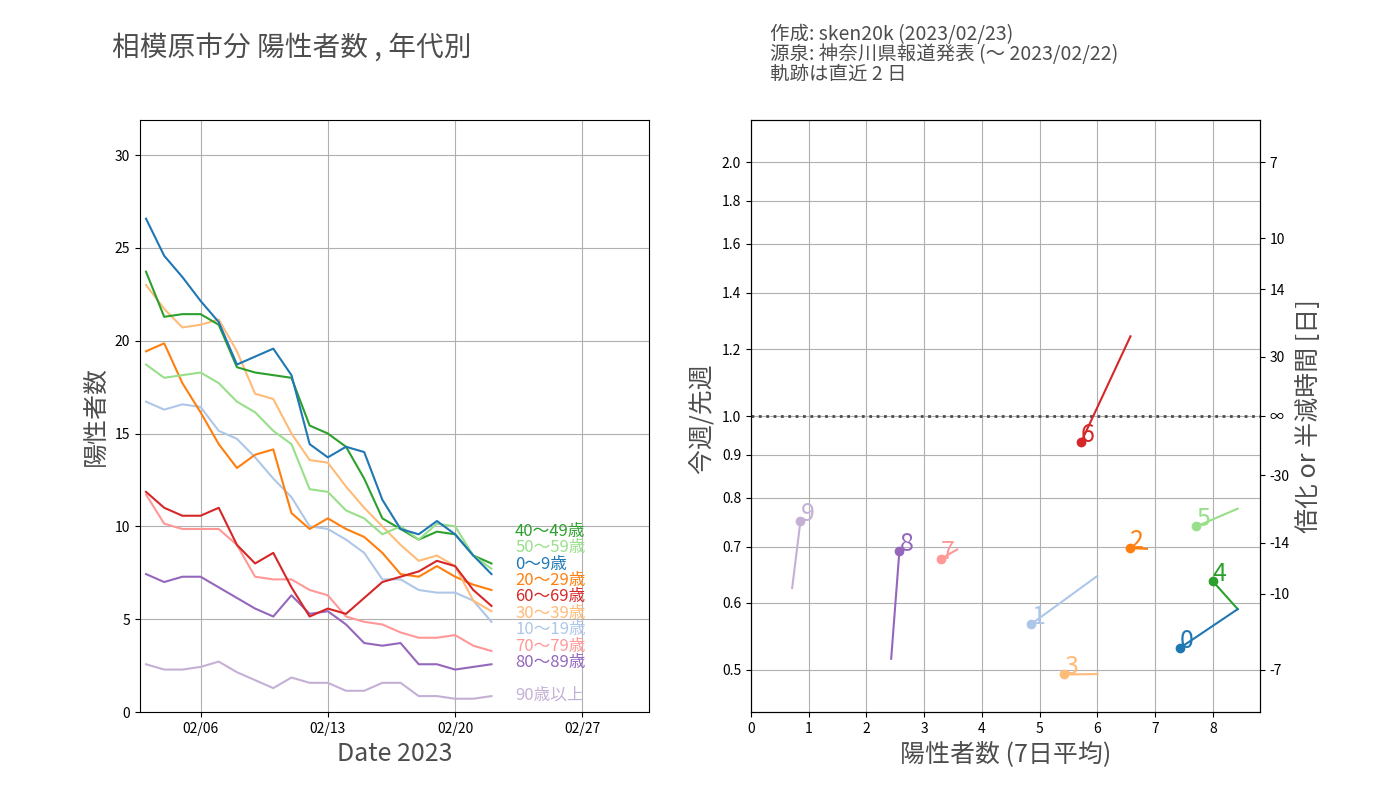 相模原市分 陽性者数 , 年代別
作成: sken20k (2023/02/23)
源泉: 神奈川県報道発表 (〜 2023/02/22)
軌跡は直近 2 日
陽性者数
30
25
20
15
10
5
0
02/06
02/13
02/20
02/27
Date 2023
40〜49歳
50〜59歳
0〜9歳
20〜29歳
60〜69歳
30〜39歳
10〜19歳
70〜79歳
80〜89歳
90歳以上
今週/先週
2.0
1.8
1.6
1.4
1.2
1.0
0.9
0.8
0.7
0.6
0.5
0
1
2
3
4
5
6
7
8
陽性者数 (7日平均)
6
9
5
2
8
7
4
1
0
3
7
10
14
30
∞
-30
-14
-10
-7
倍化 or 半減時間 [日]